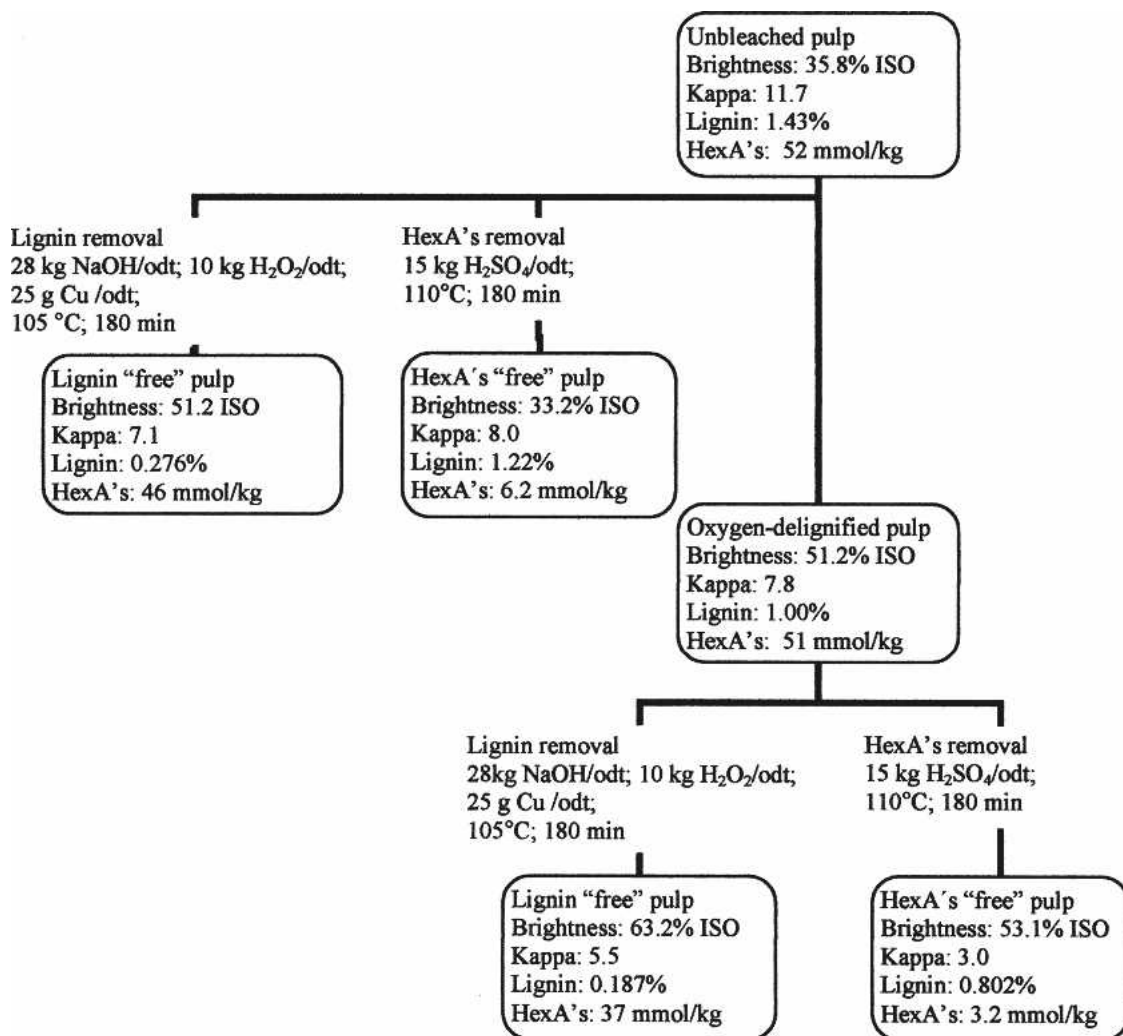 Unbleached pulp
Brightness: 35.8% ISO
Kappa: 11.7
Lignin: 1.43%
HexA's: 52 mmol/kg
Lignin removal
28 kg NaOH/odt; 10 kg H₂O₂/odt;
25 g Cu /odt;
105 °C; 180 min
HexA's removal
15 kg H₂SO₄/odt;
110°C; 180 min
Lignin “free” pulp
Brightness: 51.2 ISO
Kappa: 7.1
Lignin: 0.276%
HexA's: 46 mmol/kg
HexA´s “free” pulp
Brightness: 33.2% ISO
Kappa: 8.0
Lignin: 1.22%
HexA's: 6.2 mmol/kg
Oxygen-delignified pulp
Brightness: 51.2% ISO
Kappa: 7.8
Lignin: 1.00%
HexA's: 51 mmol/kg
Lignin removal
28kg NaOH/odt; 10 kg H₂O₂/odt;
25 g Cu /odt;
105°C; 180 min
HexA's removal
15 kg H₂SO₄/odt;
110°C; 180 min
Lignin “free” pulp
Brightness: 63.2% ISO
Kappa: 5.5
Lignin: 0.187%
HexA's: 37 mmol/kg
HexA´s “free” pulp
Brightness: 53.1% ISO
Kappa: 3.0
Lignin: 0.802%
HexA's: 3.2 mmol/kg